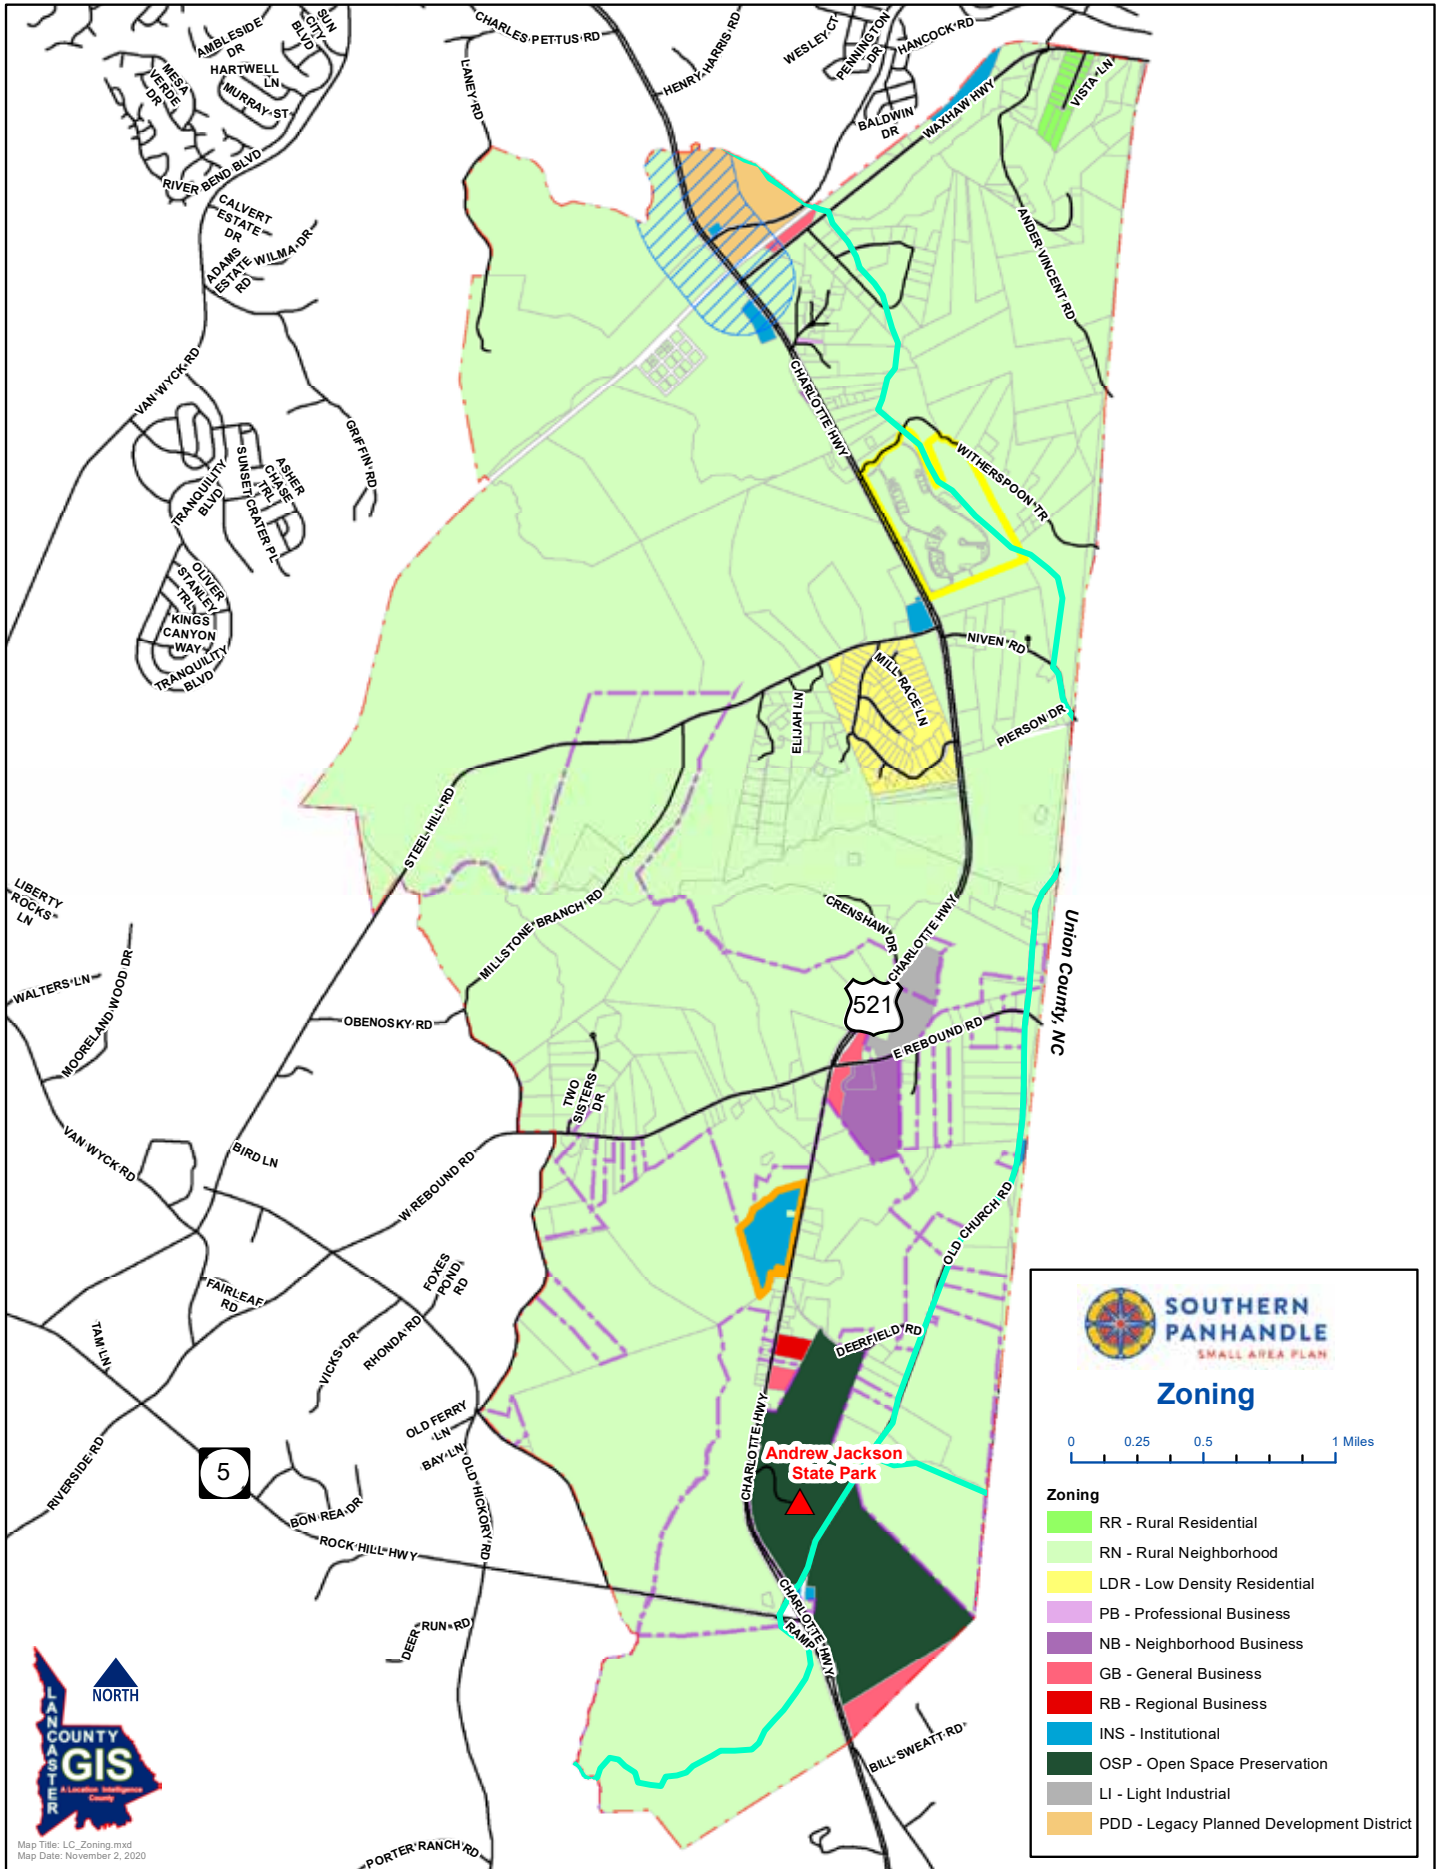 AMBLESIDE
DR
SUN
CITY
BLVD
HARTWELL
LN
MESA
VERDE
DR
MURRAY ST
RIVER BEND BLVD
CALVERT
ESTATE
DR
WILMA DR
ADAMS
ESTATE
RD
LANEY RD
CHARLES PETTUS RD
HENRY HARRIS RD
WESLEY CT
PENNINGTON
DR
HANCOCK RD
BALDWIN
DR
WAXHAW HWY
VISTA LN
ANDER VINCENT RD
VAN WYCK RD
GRIFFIN RD
TRANQUILITY
BLVD
SUNSET CRATER PL
ASHER
CHASE
TRL
OLIVER
STANLEY
TRL
KINGS
CANYON
WAY
TRANQUILITY
BLVD
CHARLOTTE HWY
WITHERSPOON TR
NIVEN RD
PIERSON DR
MILL RACE LN
ELIJAH LN
STEEL HILL RD
MILLSTONE BRANCH RD
CRENSHAW DR
CHARLOTTE HWY
521
E REBOUND RD
Union County, NC
LIBERTY
ROCKS
LN
WALTERS LN
MOORELAND WOOD DR
OBENOSKY RD
TWO
SISTERS
DR
VAN WYCK RD
BIRD LN
W REBOUND RD
FAIRLEAF
RD
FOXES
POND
RD
TAM LN
VICKS DR
RHONDA RD
OLD CHURCH RD
DEERFIELD RD
OLD FERRY
LN
BAY LN
OLD HICKORY RD
CHARLOTTE HWY
Andrew Jackson
State Park
RIVERSIDE RD
5
BON REA DR
ROCK HILL HWY
DEER RUN RD
CHARLOTTE HWY
RAMP
BILL SWEATT RD
PORTER RANCH RD
SOUTHERN
PANHANDLE
SMALL AREA PLAN
Zoning
0 0.25 0.5 1 Miles
Zoning
RR - Rural Residential
RN - Rural Neighborhood
LDR - Low Density Residential
PB - Professional Business
NB - Neighborhood Business
GB - General Business
RB - Regional Business
INS - Institutional
OSP - Open Space Preservation
LI - Light Industrial
PDD - Legacy Planned Development District
NORTH
LANCASTER
COUNTY
GIS
A Location Intelligence
County
Map Title: LC_Zoning.mxd
Map Date: November 2, 2020